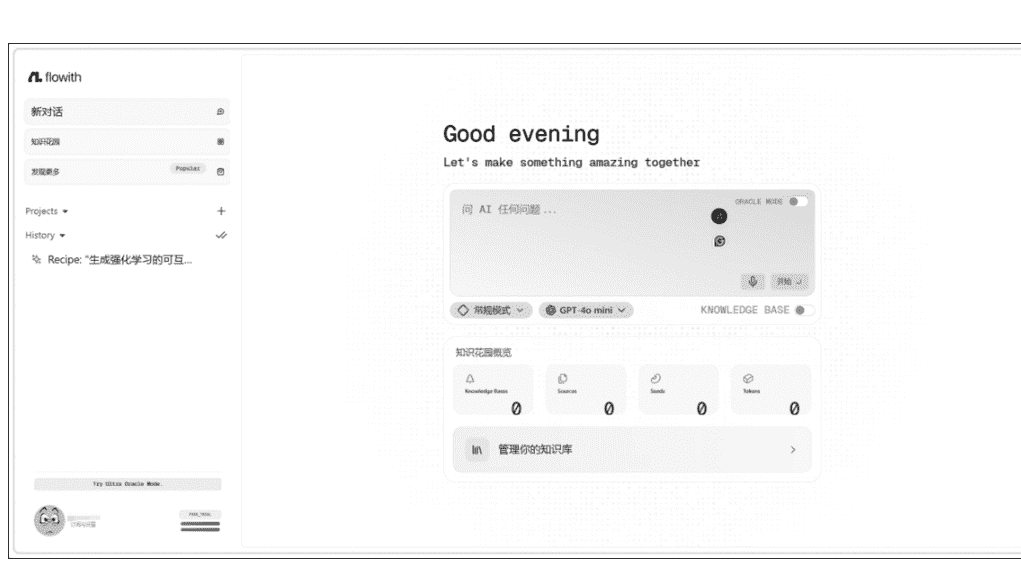 flowith
新对话
知识花园
发现更多
Popular
Projects
History
Recipe: "生成强化学习的可互...
Try Ultra Oracle Mode.
Good evening
Let's make something amazing together
问 AI 任何问题 ...
ORACLE MODE
开始
常规模式
GPT-4o mini
KNOWLEDGE BASE
知识花园概览
Knowledge Bases
0
Sources
0
Seeds
0
Tokens
0
管理你的知识库